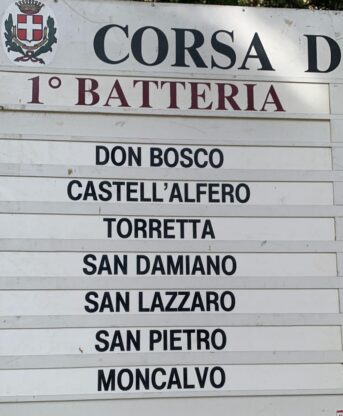 CORSA D
1° BATTERIA
DON BOSCO
CASTELL'ALFERO
TORRETTA
SAN DAMIANO
SAN LAZZARO
SAN PIETRO
MONCALVO